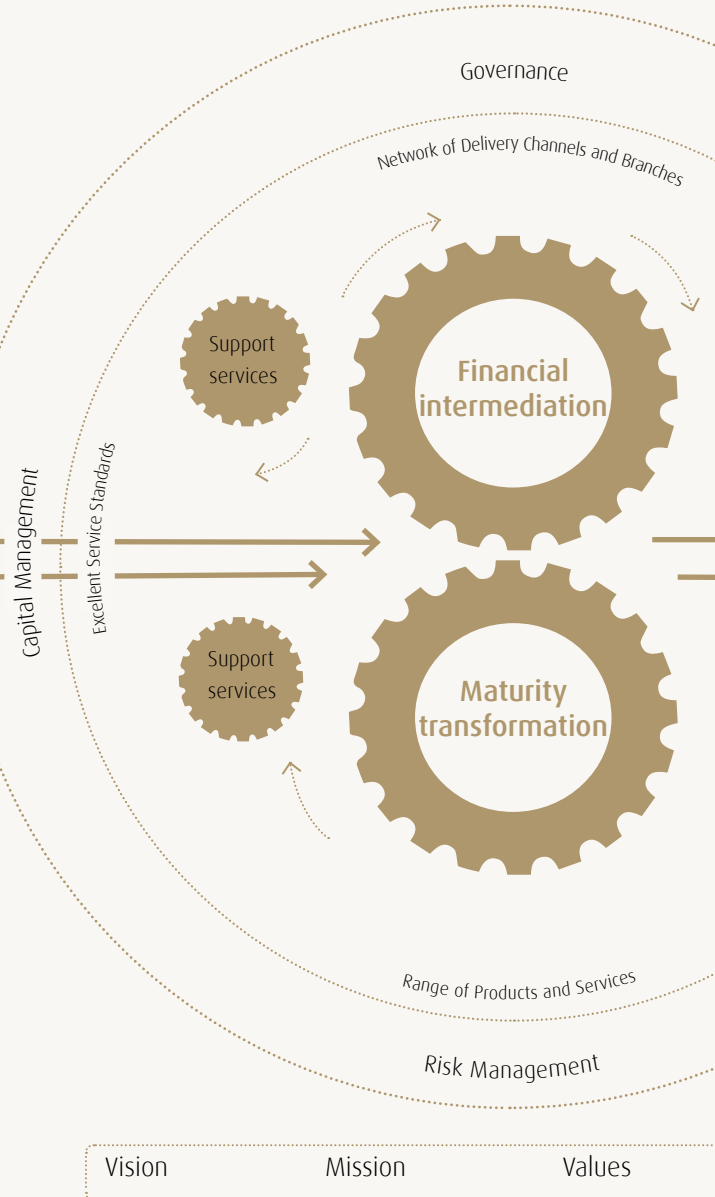 Governance
Network of Delivery Channels and Branches
Support
services
Financial
intermediation
Capital Management
Excellent Service Standards
Support
services
Maturity
transformation
Range of Products and Services
Risk Management
Vision Mission Values